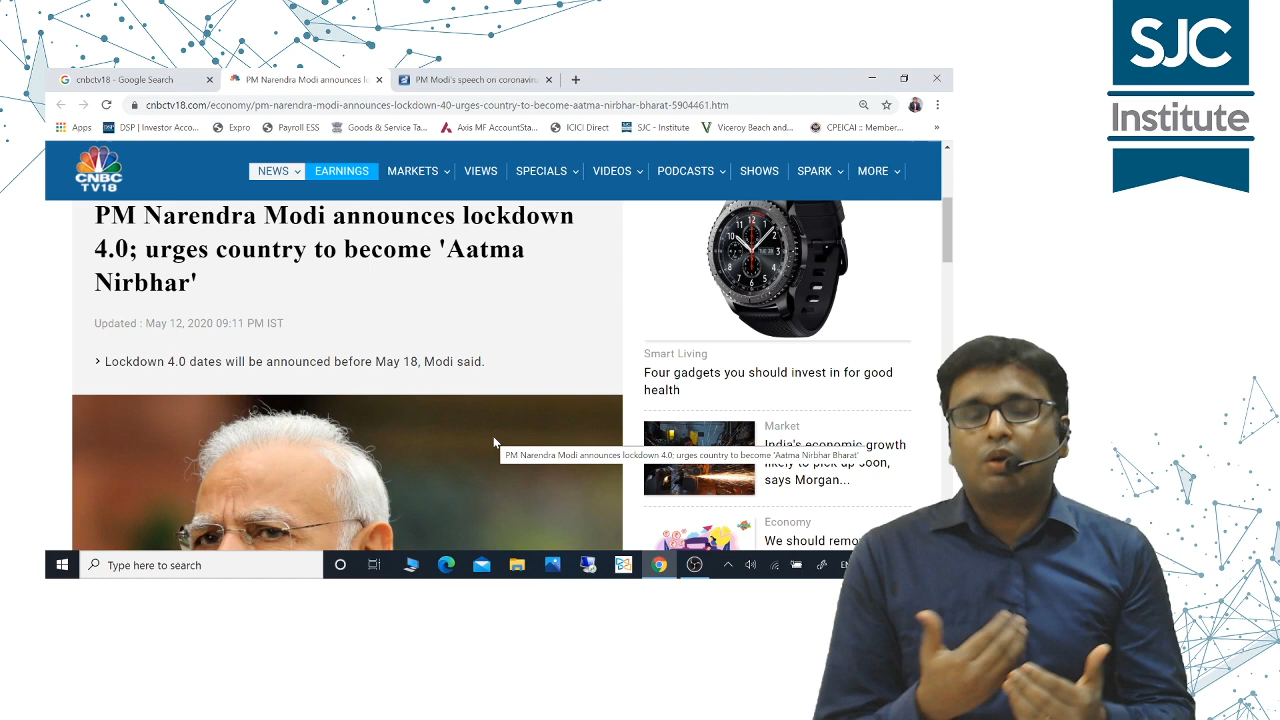 SJC
Institute
cnbctv18 - Google Search
PM Narendra Modi announces lo
PM Modi's speech on coronaviru
cnbctv18.com/economy/pm-narendra-modi-announces-lockdown-40-urges-country-to-become-aatma-nirbhar-bharat-5904461.htm
Apps DSP | Investor Acco... Expro Payroll ESS Goods & Service Ta... Axis MF AccountSta... ICICI Direct SJC - Institute Viceroy Beach and... CPEICAI :: Member... »
CNBC
TV18
NEWS EARNINGS MARKETS VIEWS SPECIALS VIDEOS PODCASTS SHOWS SPARK MORE
PM Narendra Modi announces lockdown
4.0; urges country to become 'Aatma
Nirbhar'
Updated : May 12, 2020 09:11 PM IST
Lockdown 4.0 dates will be announced before May 18, Modi said.
Smart Living
Four gadgets you should invest in for good
health
Market
India's economic growth
likely to pick up soon,
says Morgan...
PM Narendra Modi announces lockdown 4.0; urges country to become 'Aatma Nirbhar Bharat'
Economy
We should remo
Type here to search